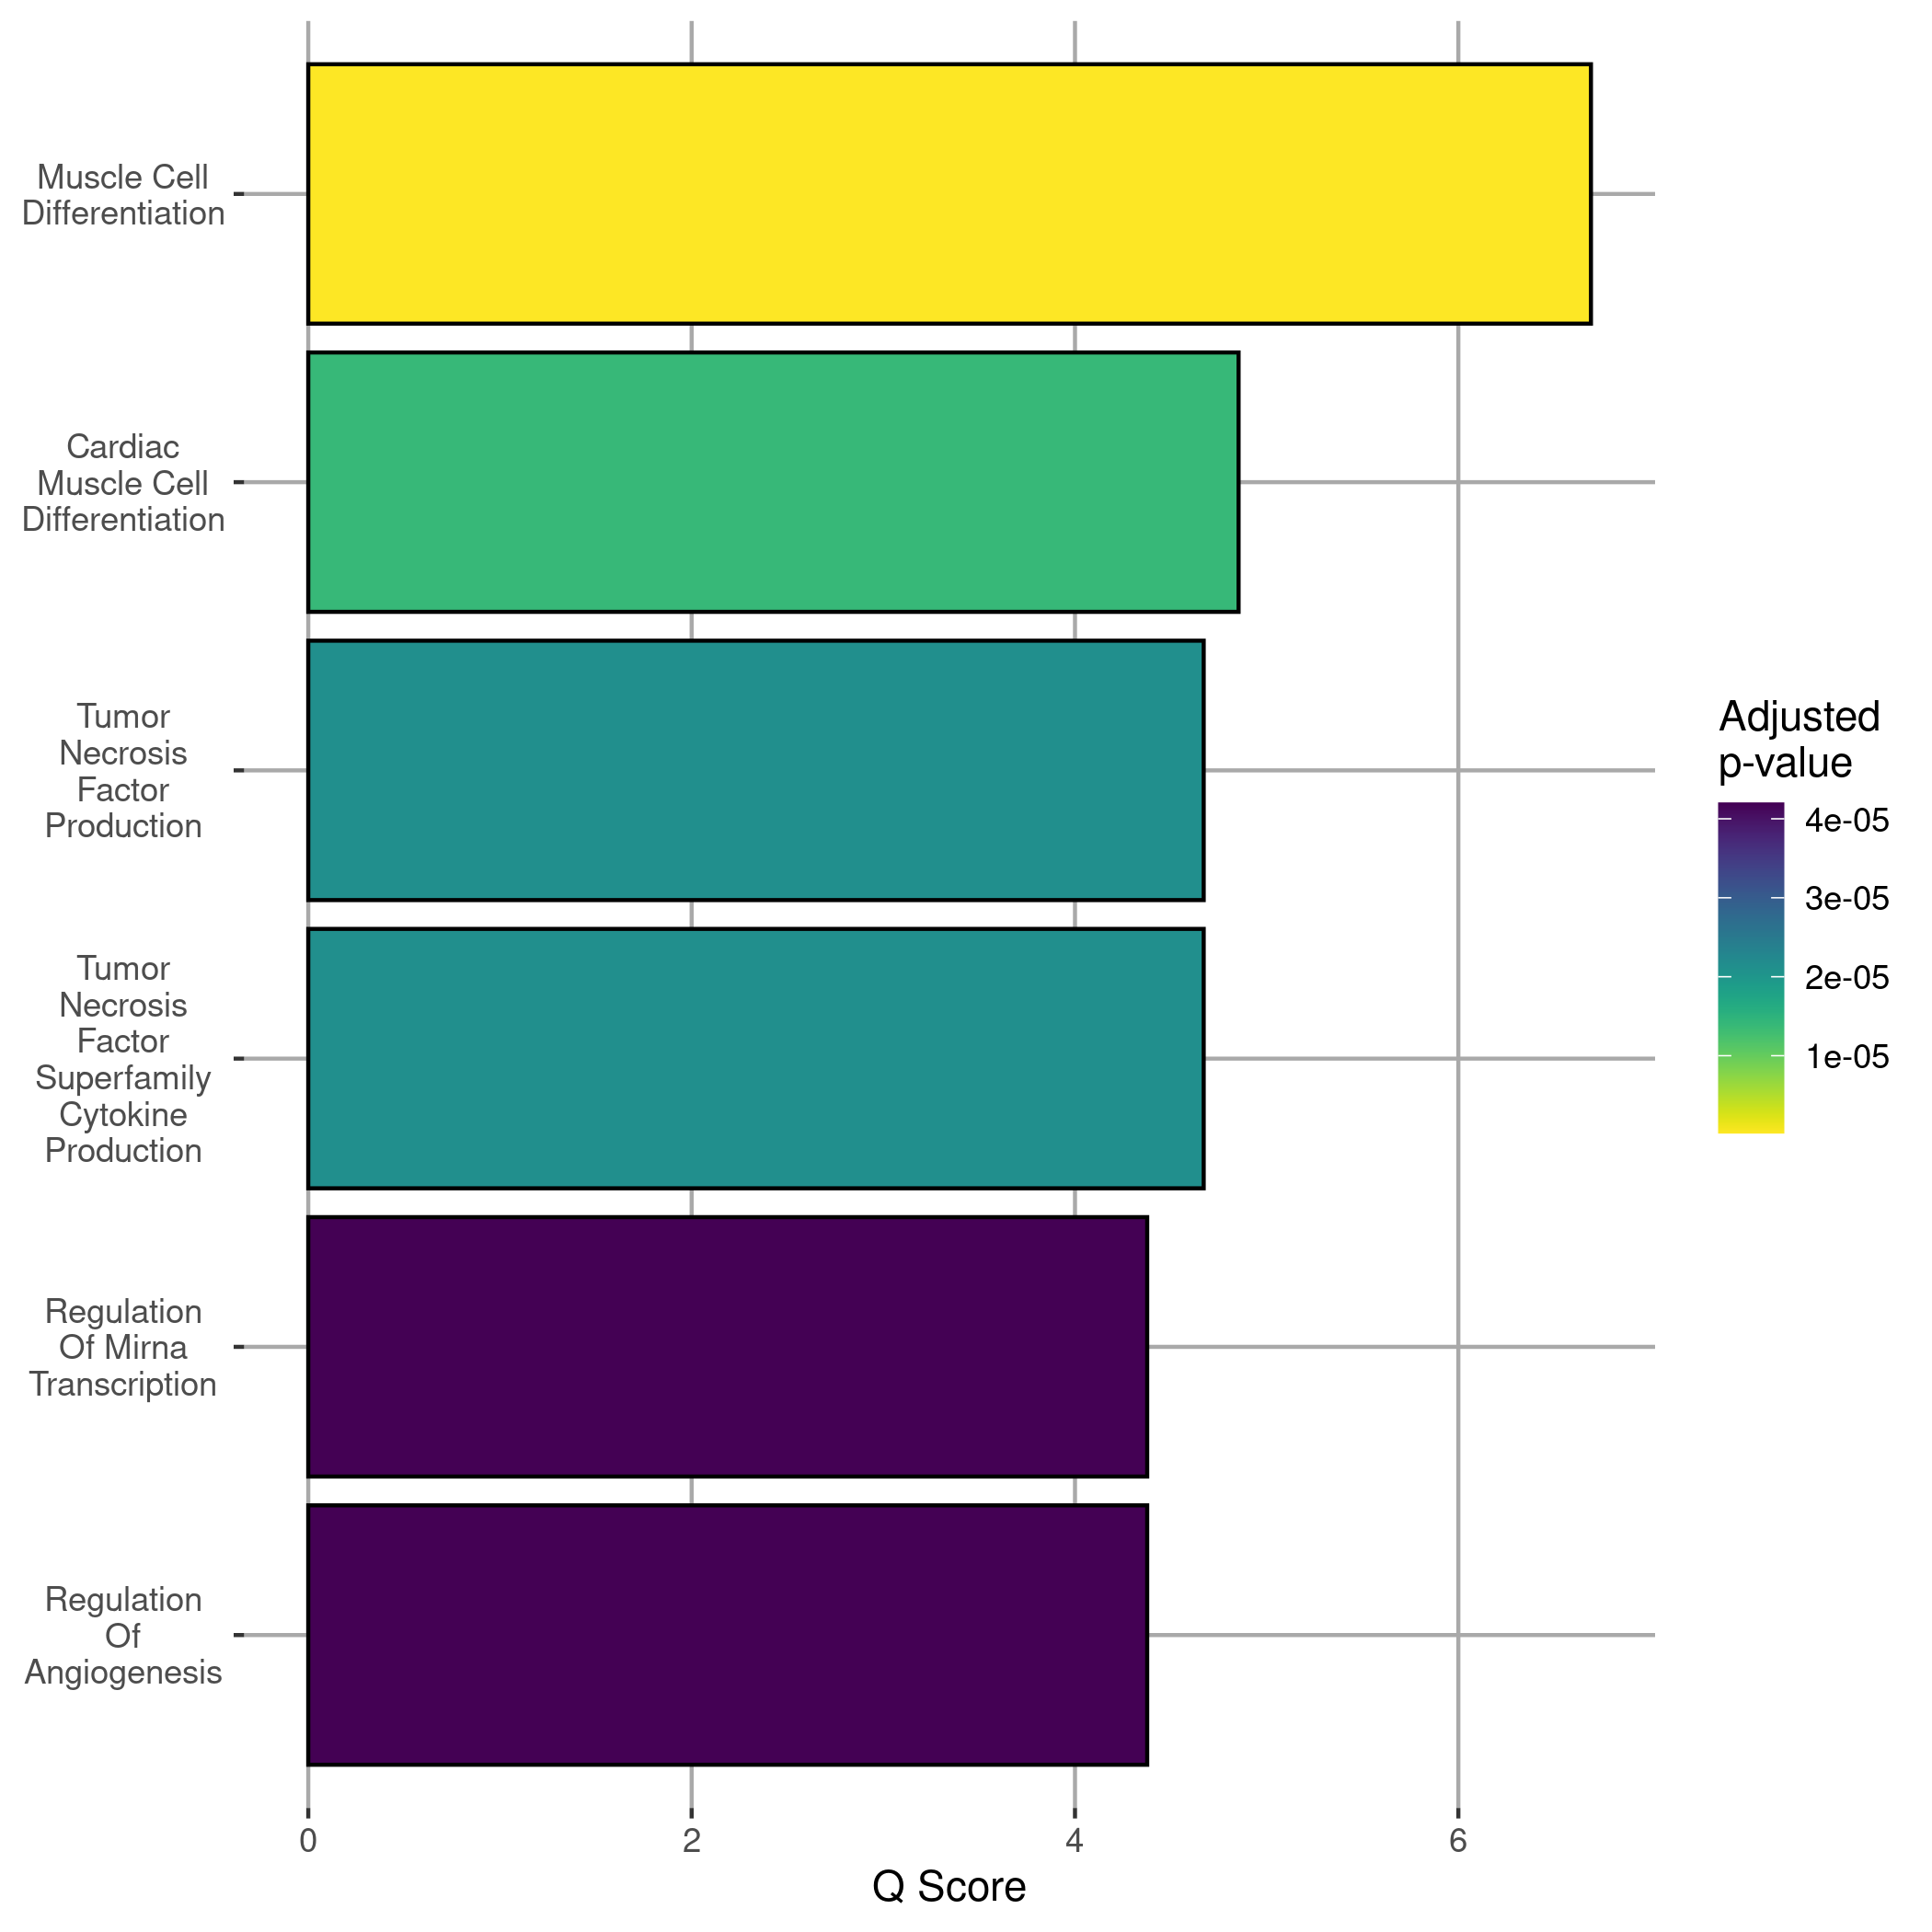 Muscle Cell
Differentiation
Cardiac
Muscle Cell
Differentiation
Tumor
Necrosis
Factor
Production
Tumor
Necrosis
Factor
Superfamily
Cytokine
Production
Regulation
Of Mirna
Transcription
Regulation
Of
Angiogenesis
0
2
4
6
Q Score
Adjusted
p-value
4e-05
3e-05
2e-05
1e-05